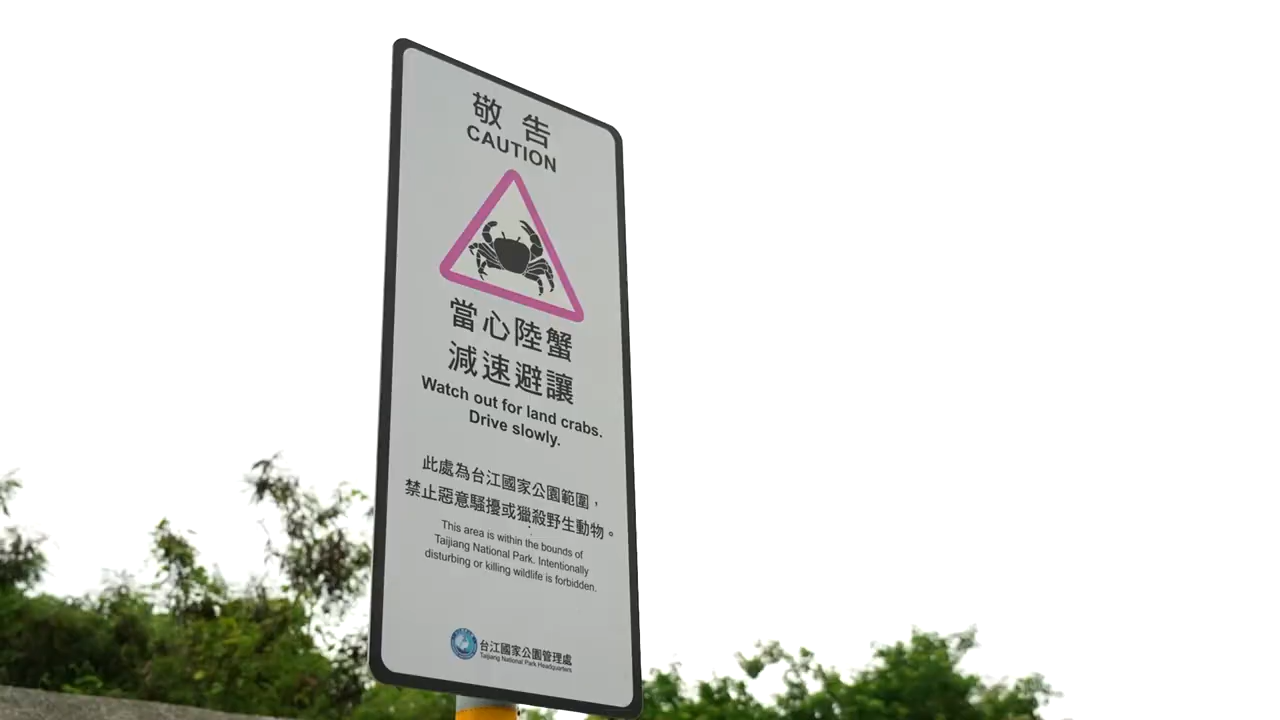 敬告
CAUTION
當心陸蟹
減速避讓
Watch out for land crabs.
Drive slowly.
此處為台江國家公園範圍，
禁止惡意騷擾或獵殺野生動物。
This area is within the bounds of
Taijiang National Park. Intentionally
disturbing or killing wildlife is forbidden.
台江國家公園管理處
Taijiang National Park Headquarters